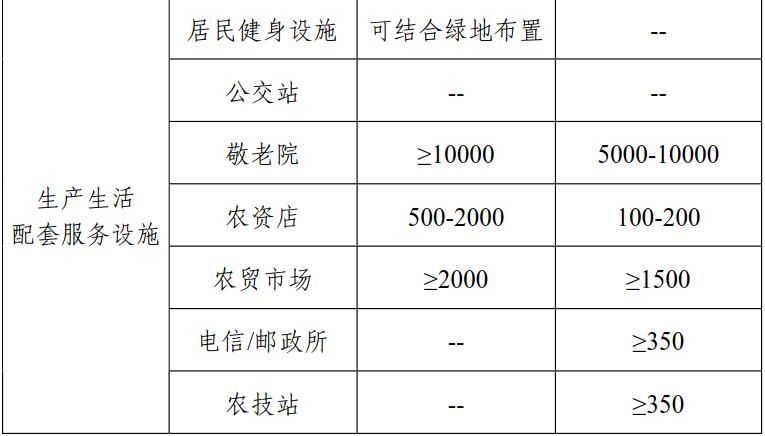 居民健身设施 可结合绿地布置 --
公交站 -- --
敬老院 ≥10000 5000-10000
生产生活
配套服务设施
农资店 500-2000 100-200
农贸市场 ≥2000 ≥1500
电信/邮政所 -- ≥350
农技站 -- ≥350